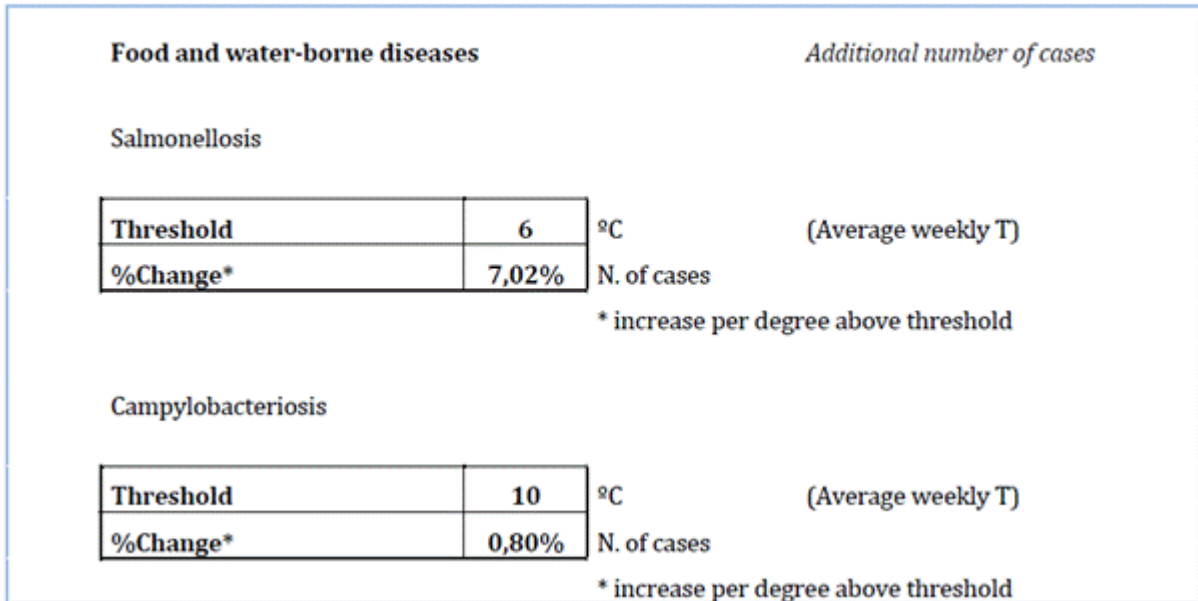 Food and water-borne diseases Additional number of cases
Salmonellosis
Threshold 6 ºC (Average weekly T)
%Change* 7,02% N. of cases
* increase per degree above threshold
Campylobacteriosis
Threshold 10 ºC (Average weekly T)
%Change* 0,80% N. of cases
* increase per degree above threshold